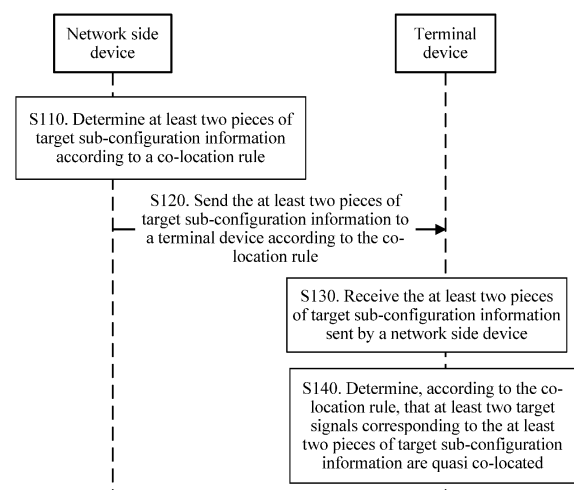 Network side
device
Terminal
device
S110. Determine at least two pieces of
target sub-configuration information
according to a co-location rule
S120. Send the at least two pieces of
target sub-configuration information to
a terminal device according to the co-
location rule
S130. Receive the at least two pieces
of target sub-configuration information
sent by a network side device
S140. Determine, according to the co-
location rule, that at least two target
signals corresponding to the at least
two pieces of target sub-configuration
information are quasi co-located